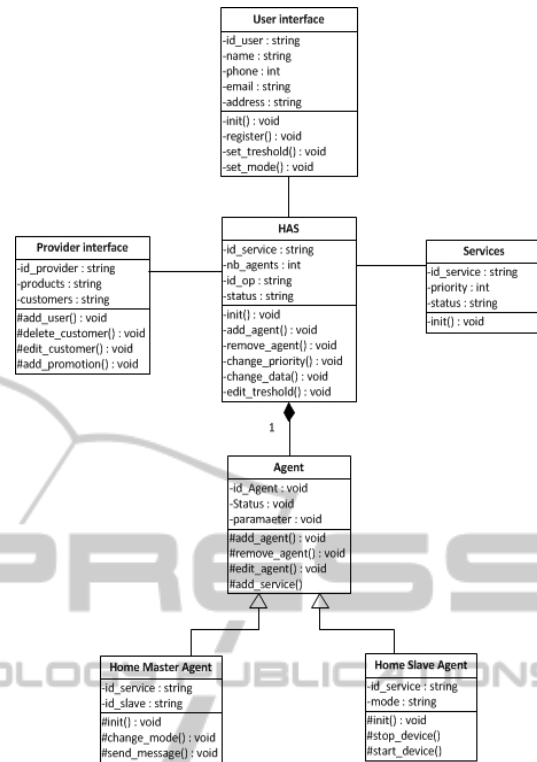 User interface
-id_user : string
-name : string
-phone : int
-email : string
-address : string
-init() : void
-register() : void
-set_treshold() : void
-set_mode() : void
HAS
-id_service : string
-nb_agents : int
-id_op : string
-status : string
-init() : void
-add_agent() : void
-remove_agent() : void
-change_priority() : void
-change_data() : void
-edit_treshold() : void
Provider interface
-id_provider : string
-products : string
-customers : string
#add_user() : void
#delete_customer() : void
#edit_customer() : void
#add_promotion() : void
Services
-id_service : string
-priority : int
-status : string
-init() : void
1
Agent
-id_Agent : void
-Status : void
-paramaeter : void
#add_agent() : void
#remove_agent() : void
#edit_agent() : void
#add_service()
PRESS
Home Master Agent
-id_service : string
-id_slave : string
#init() : void
#change_mode() : void
#send_message() : void
Home Slave Agent
-id_service : string
-mode : string
#init() : void
#stop_device()
#start_device()
OLOGY PUBLICATIONS